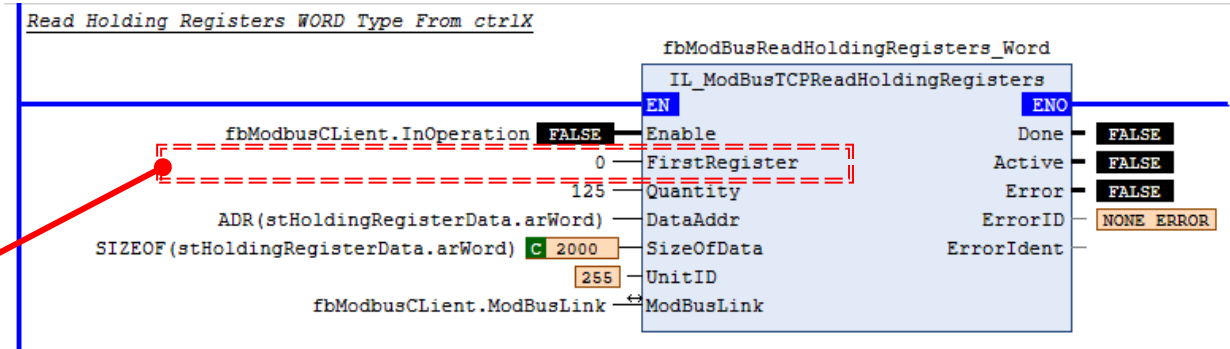 Read Holding Registers WORD Type From ctrlX
fbModBusReadHoldingRegisters_Word
IL_ModBusTCPReadHoldingRegisters
EN ENO
fbModbusCLient.InOperation FALSE Enable Done FALSE
0 FirstRegister Active FALSE
125 Quantity Error FALSE
ADR(stHoldingRegisterData.arWord) DataAddr ErrorID NONE ERROR
SIZEOF(stHoldingRegisterData.arWord) C 2000 SizeOfData ErrorIdent
255 UnitID
fbModbusCLient.ModBusLink ModBusLink